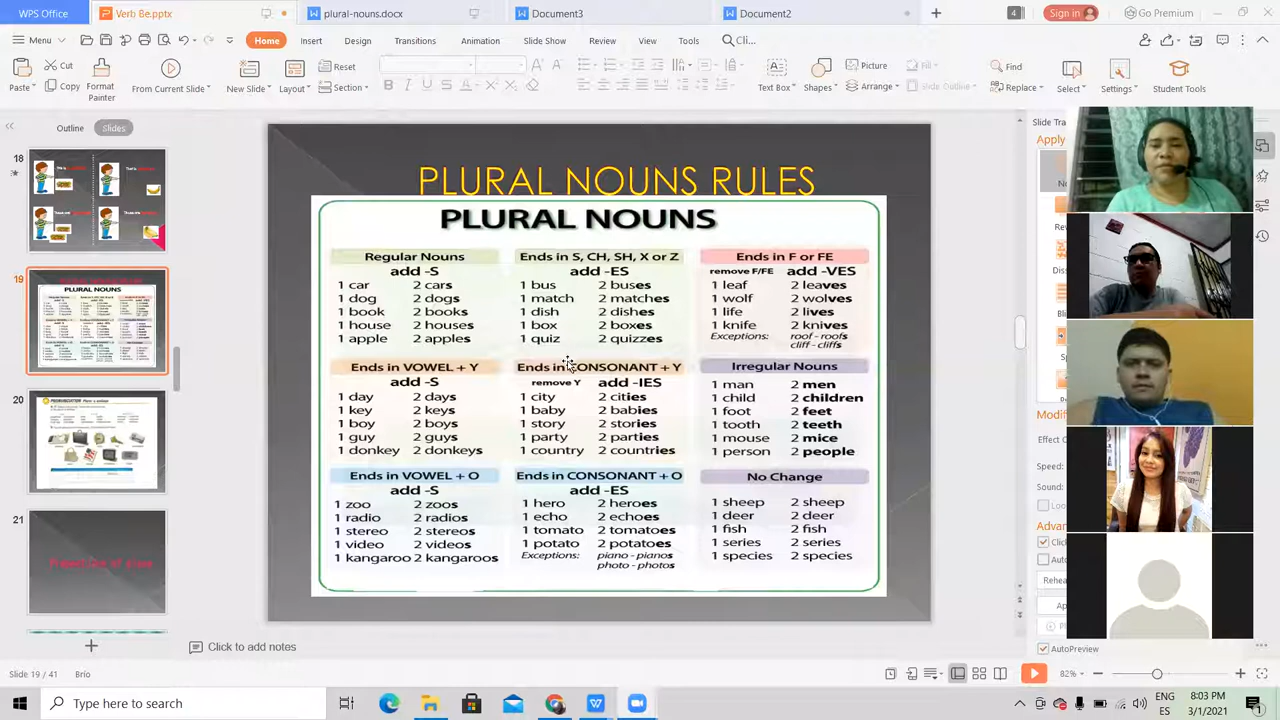 Verb Be.pptx
plural nouns.docx
Document3
Document2
4
Sign in
Go Premium
Menu
Home
Insert
Transitions
Animation
Slide Show
Review
View
Tools
Cli...
Paste
Cut
Copy
Format
Painter
From Current Slide
New Slide
Layout
Reset
Section
Text Box
Shapes
Picture
Fill
Arrange
Slide Outline
Find
Replace
Select
Settings
Student Tools
Outline
Slides
Slide Tra
Apply
18
19
20
21
PLURAL NOUNS RULES
PLURAL NOUNS
Regular Nouns
add -S
1 car 2 cars
1 dog 2 dogs
1 book 2 books
1 house 2 houses
1 apple 2 apples
Ends in S, CH, SH, X or Z
add -ES
1 bus 2 buses
1 match 2 matches
1 dish 2 dishes
1 box 2 boxes
1 quiz 2 quizzes
Ends in F or FE
remove F/FE add -VES
1 leaf 2 leaves
1 wolf 2 wolves
1 life 2 lives
1 knife 2 knives
Exceptions: roof - roofs
cliff - cliffs
Ends in VOWEL + Y
add -S
1 day 2 days
1 key 2 keys
1 boy 2 boys
1 guy 2 guys
1 donkey 2 donkeys
Ends in CONSONANT + Y
remove Y add -IES
1 city 2 cities
1 baby 2 babies
1 story 2 stories
1 party 2 parties
1 country 2 countries
Irregular Nouns
1 man 2 men
1 child 2 children
1 foot 2 feet
1 tooth 2 teeth
1 mouse 2 mice
1 person 2 people
Ends in VOWEL + O
add -S
1 zoo 2 zoos
1 radio 2 radios
1 stereo 2 stereos
1 video 2 videos
1 kangaroo 2 kangaroos
Ends in CONSONANT + O
add -ES
1 hero 2 heroes
1 echo 2 echoes
1 tomato 2 tomatoes
1 potato 2 potatoes
Exceptions: piano - pianos
photo - photos
No Change
1 sheep 2 sheep
1 deer 2 deer
1 fish 2 fish
1 series 2 series
1 species 2 species
Modif
Effect C
Speed:
Sound:
Advan
Click
Auto
Rehea
Ap
AutoPreview
Click to add notes
Slide 19 / 41
Brío
82%
Type here to search
ENG
ES
8:03 PM
3/1/2021